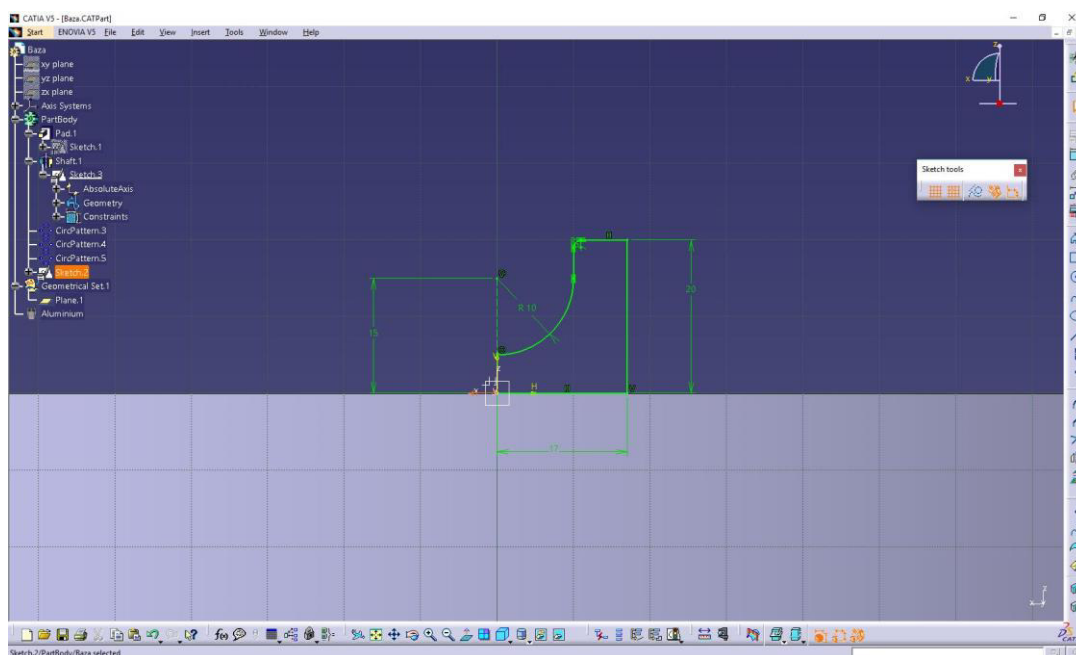 CATIA V5 - [Baza.CATPart]
Start ENOVIA V5 File Edit View Insert Tools Window Help
Baza
xy plane
yz plane
zx plane
Axis Systems
PartBody
Pad.1
Sketch.1
Shaft.1
Sketch.3
AbsoluteAxis
Geometry
Constraints
CircPattern.3
CircPattern.4
CircPattern.5
Sketch.2
Geometrical Set.1
Plane.1
Aluminium
z
x y
Sketch tools
R 10
15
20
H
V
17
z
x
Sketch.2/PartBody/Baza selected